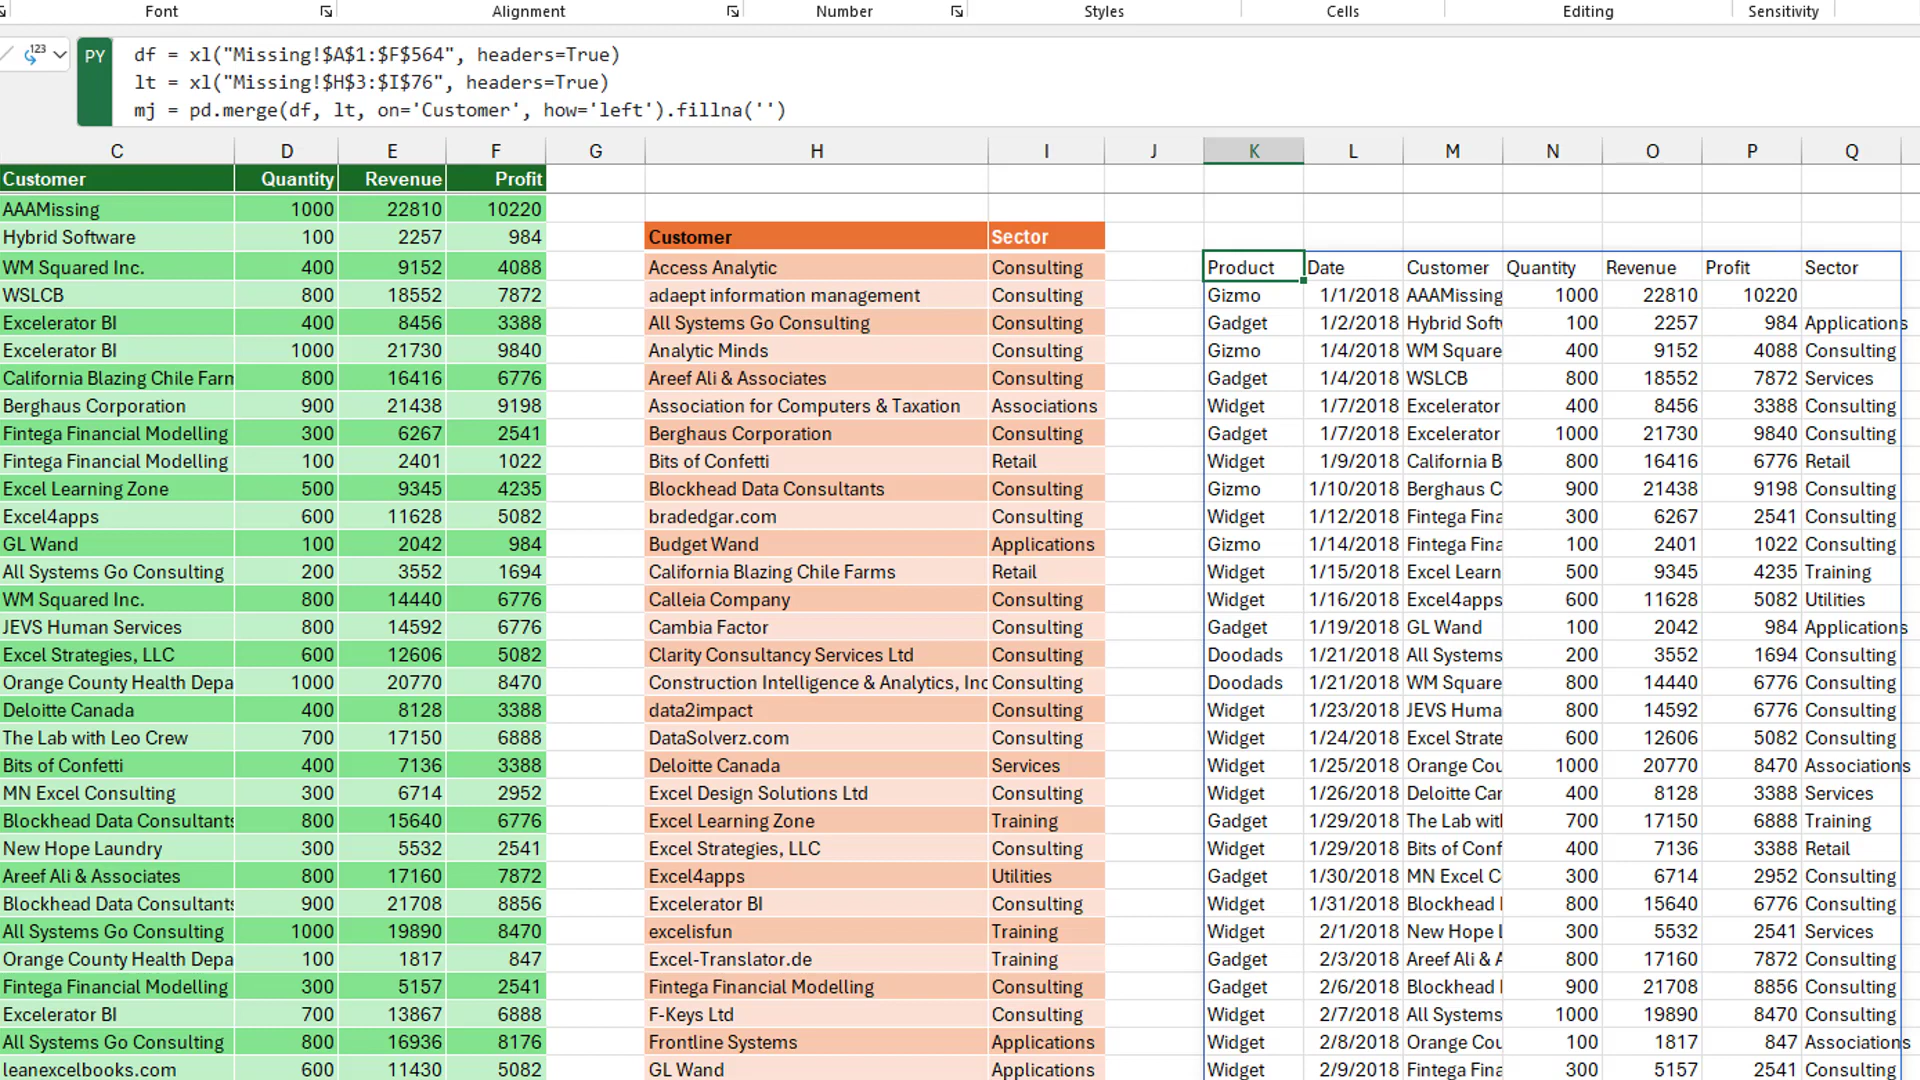 Font Alignment Number Styles Cells Editing Sensitivity
123 PY df = xl("Missing!$A$1:$F$564", headers=True)
lt = xl("Missing!$H$3:$I$76", headers=True)
mj = pd.merge(df, lt, on='Customer', how='left').fillna('')
C D E F G H I J K L M N O P Q
Customer Quantity Revenue Profit
AAAMissing 1000 22810 10220
Hybrid Software 100 2257 984 Customer Sector
WM Squared Inc. 400 9152 4088 Access Analytic Consulting Product Date Customer Quantity Revenue Profit Sector
WSLCB 800 18552 7872 adaept information management Consulting Gizmo 1/1/2018 AAAMissing 1000 22810 10220
Excelerator BI 400 8456 3388 All Systems Go Consulting Consulting Gadget 1/2/2018 Hybrid Softw 100 2257 984 Applications
Excelerator BI 1000 21730 9840 Analytic Minds Consulting Gizmo 1/4/2018 WM Square 400 9152 4088 Consulting
California Blazing Chile Farn 800 16416 6776 Areef Ali & Associates Consulting Gadget 1/4/2018 WSLCB 800 18552 7872 Services
Berghaus Corporation 900 21438 9198 Association for Computers & Taxation Associations Widget 1/7/2018 Excelerator 400 8456 3388 Consulting
Fintega Financial Modelling 300 6267 2541 Berghaus Corporation Consulting Gadget 1/7/2018 Excelerator 1000 21730 9840 Consulting
Fintega Financial Modelling 100 2401 1022 Bits of Confetti Retail Widget 1/9/2018 California B 800 16416 6776 Retail
Excel Learning Zone 500 9345 4235 Blockhead Data Consultants Consulting Gizmo 1/10/2018 Berghaus C 900 21438 9198 Consulting
Excel4apps 600 11628 5082 bradedgar.com Consulting Widget 1/12/2018 Fintega Fina 300 6267 2541 Consulting
GL Wand 100 2042 984 Budget Wand Applications Gizmo 1/14/2018 Fintega Fina 100 2401 1022 Consulting
All Systems Go Consulting 200 3552 1694 California Blazing Chile Farms Retail Widget 1/15/2018 Excel Learn 500 9345 4235 Training
WM Squared Inc. 800 14440 6776 Calleia Company Consulting Widget 1/16/2018 Excel4apps 600 11628 5082 Utilities
JEVS Human Services 800 14592 6776 Cambia Factor Consulting Gadget 1/19/2018 GL Wand 100 2042 984 Applications
Excel Strategies, LLC 600 12606 5082 Clarity Consultancy Services Ltd Consulting Doodads 1/21/2018 All Systems 200 3552 1694 Consulting
Orange County Health Depa 1000 20770 8470 Construction Intelligence & Analytics, Inc Consulting Doodads 1/21/2018 WM Square 800 14440 6776 Consulting
Deloitte Canada 400 8128 3388 data2impact Consulting Widget 1/23/2018 JEVS Huma 800 14592 6776 Consulting
The Lab with Leo Crew 700 17150 6888 DataSolverz.com Consulting Widget 1/24/2018 Excel Strate 600 12606 5082 Consulting
Bits of Confetti 400 7136 3388 Deloitte Canada Services Widget 1/25/2018 Orange Cou 1000 20770 8470 Associations
MN Excel Consulting 300 6714 2952 Excel Design Solutions Ltd Consulting Widget 1/26/2018 Deloitte Car 400 8128 3388 Services
Blockhead Data Consultants 800 15640 6776 Excel Learning Zone Training Gadget 1/29/2018 The Lab with 700 17150 6888 Training
New Hope Laundry 300 5532 2541 Excel Strategies, LLC Consulting Widget 1/29/2018 Bits of Conf 400 7136 3388 Retail
Areef Ali & Associates 800 17160 7872 Excel4apps Utilities Gadget 1/30/2018 MN Excel C 300 6714 2952 Consulting
Blockhead Data Consultants 900 21708 8856 Excelerator BI Consulting Widget 1/31/2018 Blockhead 800 15640 6776 Consulting
All Systems Go Consulting 1000 19890 8470 excelisfun Training Widget 2/1/2018 New Hope L 300 5532 2541 Services
Orange County Health Depa 100 1817 847 Excel-Translator.de Training Gadget 2/3/2018 Areef Ali & A 800 17160 7872 Consulting
Fintega Financial Modelling 300 5157 2541 Fintega Financial Modelling Consulting Gadget 2/6/2018 Blockhead 900 21708 8856 Consulting
Excelerator BI 700 13867 6888 F-Keys Ltd Consulting Widget 2/7/2018 All Systems 1000 19890 8470 Consulting
All Systems Go Consulting 800 16936 8176 Frontline Systems Applications Widget 2/8/2018 Orange Cou 100 1817 847 Associations
leanexcelbooks.com 600 11430 5082 GL Wand Applications Widget 2/9/2018 Fintega Fina 300 5157 2541 Consulting